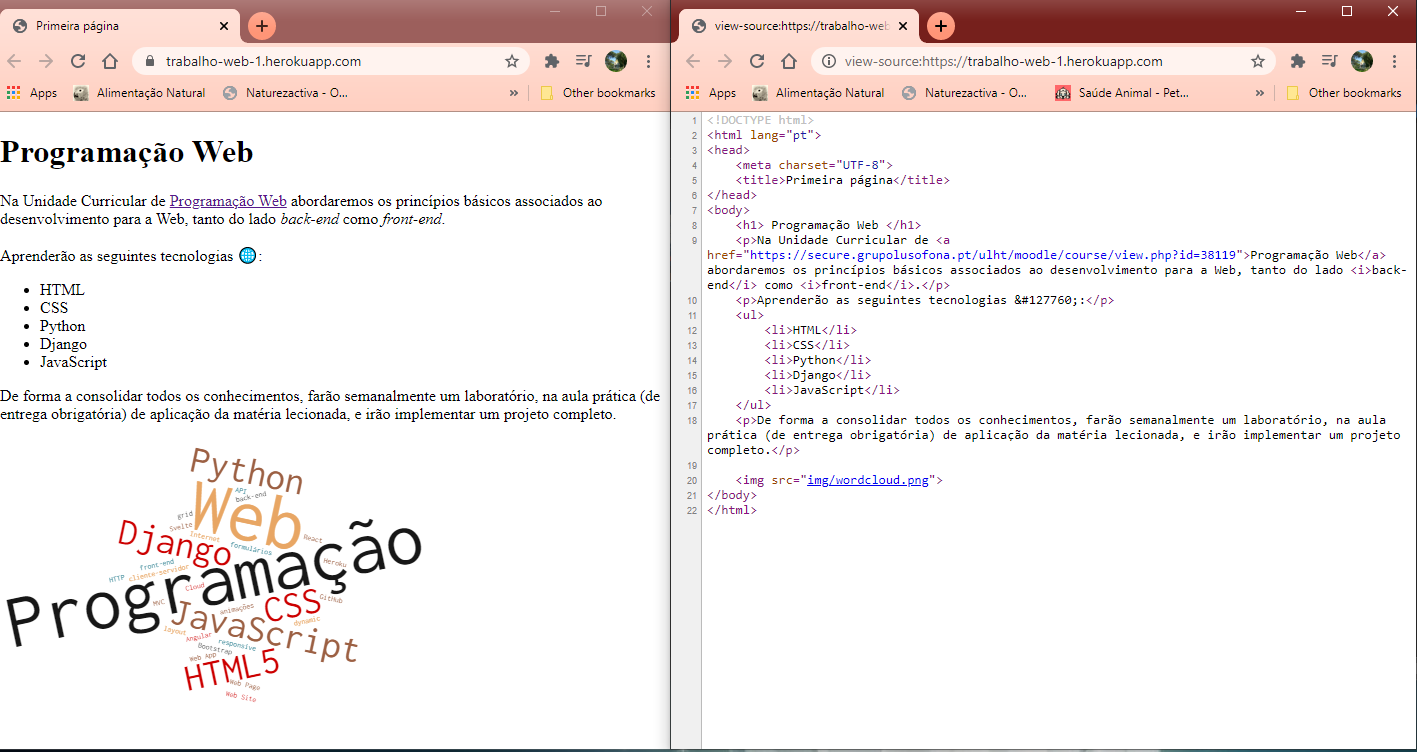 Primeira página
trabalho-web-1.herokuapp.com
Apps Alimentação Natural Naturezactiva - O... » Other bookmarks
Programação Web
Na Unidade Curricular de Programação Web abordaremos os princípios básicos associados ao
desenvolvimento para a Web, tanto do lado back-end como front-end.
Aprenderão as seguintes tecnologias 🌐:
• HTML
• CSS
• Python
• Django
• JavaScript
De forma a consolidar todos os conhecimentos, farão semanalmente um laboratório, na aula prática (de
entrega obrigatória) de aplicação da matéria lecionada, e irão implementar um projeto completo.
Python
API
back-end
Web
grid
Svelte
Django
Internet
formulários
React
Programação
Heroku
front-end
HTTP
cliente-servidor
Cloud
MVC
JavaScript
animações
CSS
GitHub
dynamic
layout
Angular
responsive
Bootstrap
Web App
HTML5
Web Page
Web Site
view-source:https://trabalho-web
view-source:https://trabalho-web-1.herokuapp.com
Apps Alimentação Natural Naturezactiva - O... Saúde Animal - Pet... » Other bookmarks
1 <!DOCTYPE html>
2 <html lang="pt">
3 <head>
4 <meta charset="UTF-8">
5 <title>Primeira página</title>
6 </head>
7 <body>
8 <h1> Programação Web </h1>
9 <p>Na Unidade Curricular de <a
href="https://secure.grupolusofona.pt/ulht/moodle/course/view.php?id=38119">Programação Web</a>
abordaremos os princípios básicos associados ao desenvolvimento para a Web, tanto do lado <i>back-
end</i> como <i>front-end</i>.</p>
10 <p>Aprenderão as seguintes tecnologias &#127760;:</p>
11 <ul>
12 <li>HTML</li>
13 <li>CSS</li>
14 <li>Python</li>
15 <li>Django</li>
16 <li>JavaScript</li>
17 </ul>
18 <p>De forma a consolidar todos os conhecimentos, farão semanalmente um laboratório, na aula
prática (de entrega obrigatória) de aplicação da matéria lecionada, e irão implementar um projeto
completo.</p>
19
20 <img src="img/wordcloud.png">
21 </body>
22 </html>